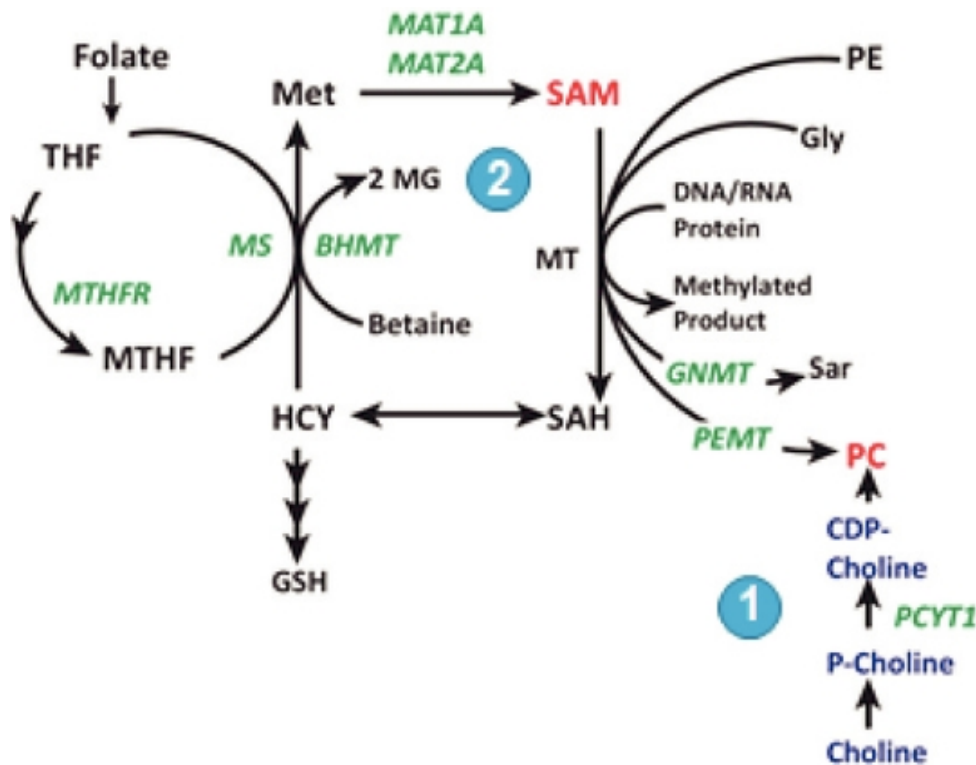 MAT1A
MAT2A
Folate
Met
SAM
PE
Gly
THF
2 MG
2
DNA/RNA
Protein
MS
BHMT
MT
MTHFR
Methylated
Product
Betaine
MTHF
GNMT
Sar
HCY
SAH
PEMT
PC
CDP-
Choline
GSH
1
PCYT1
P-Choline
Choline